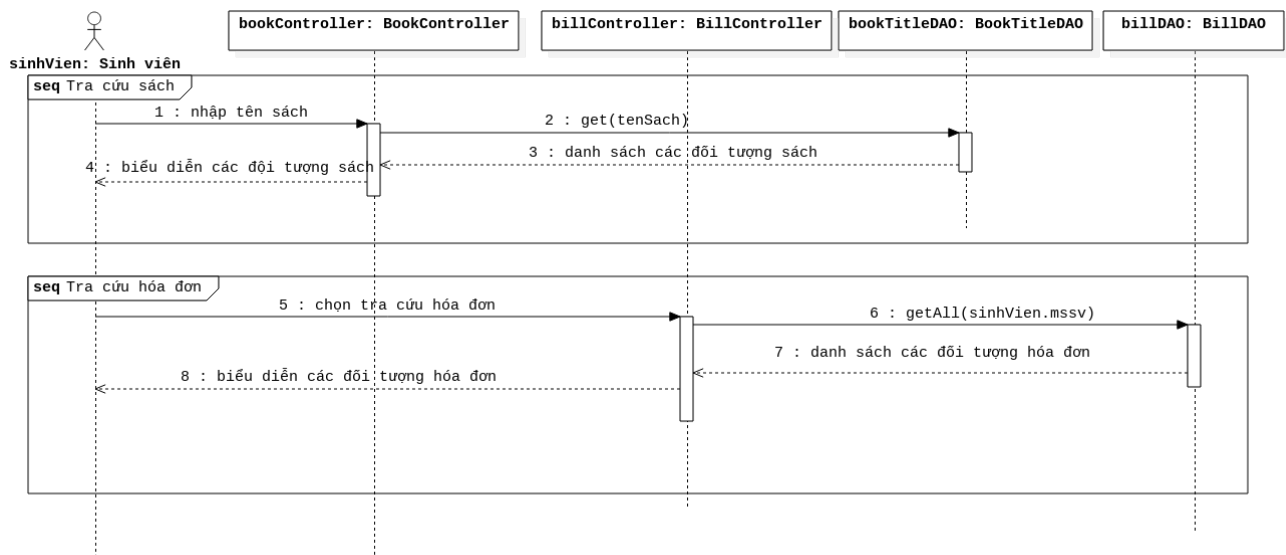 bookController: BookController
billController: BillController
bookTitleDAO: BookTitleDAO
billDAO: BillDAO
sinhVien: Sinh viên
seq Tra cứu sách
1 : nhập tên sách
2 : get(tenSach)
3 : danh sách các đối tượng sách
4 : biểu diễn các đội tượng sách
seq Tra cứu hóa đơn
5 : chọn tra cứu hóa đơn
6 : getAll(sinhVien.mssv)
7 : danh sách các đối tượng hóa đơn
8 : biểu diễn các đối tượng hóa đơn